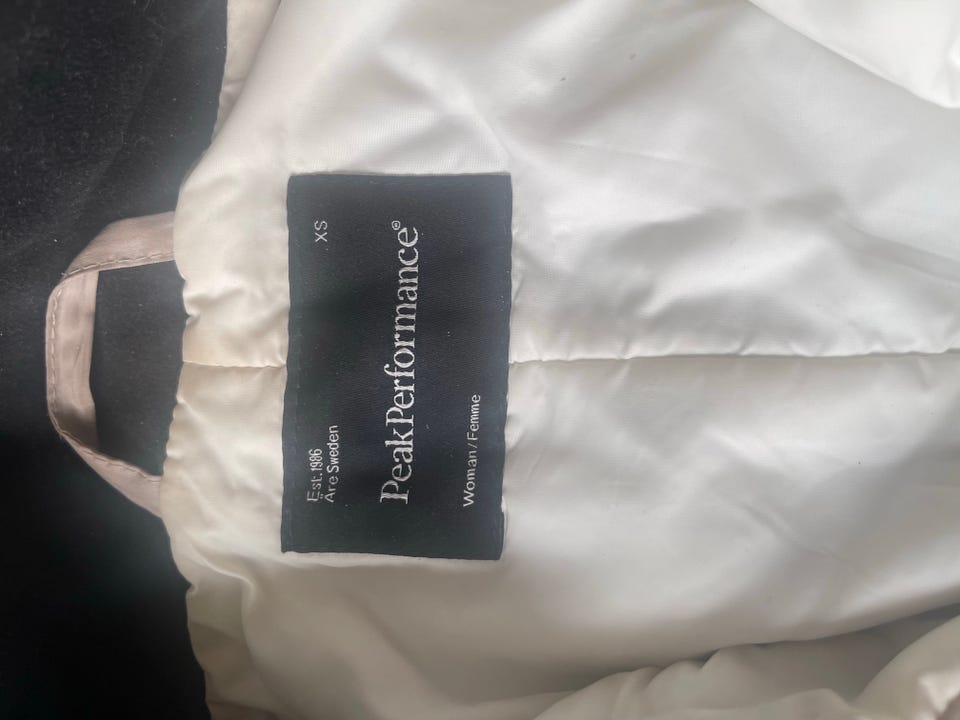 Est.1986
Åre Sweden
XS
PeakPerformance®
Woman/Femme